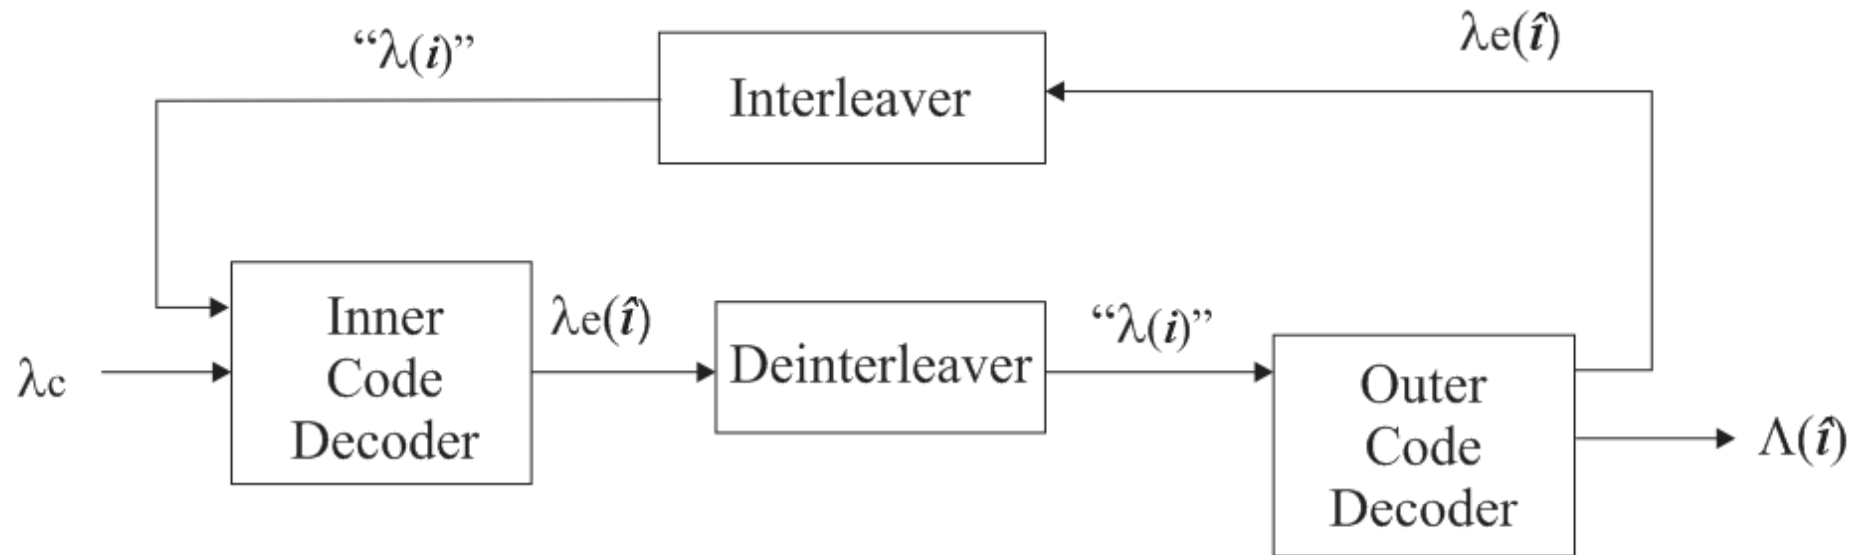 “λ(i)”
Interleaver
λe(î)
λc
Inner
Code
Decoder
λe(î)
Deinterleaver
“λ(i)”
Outer
Code
Decoder
Λ(î)